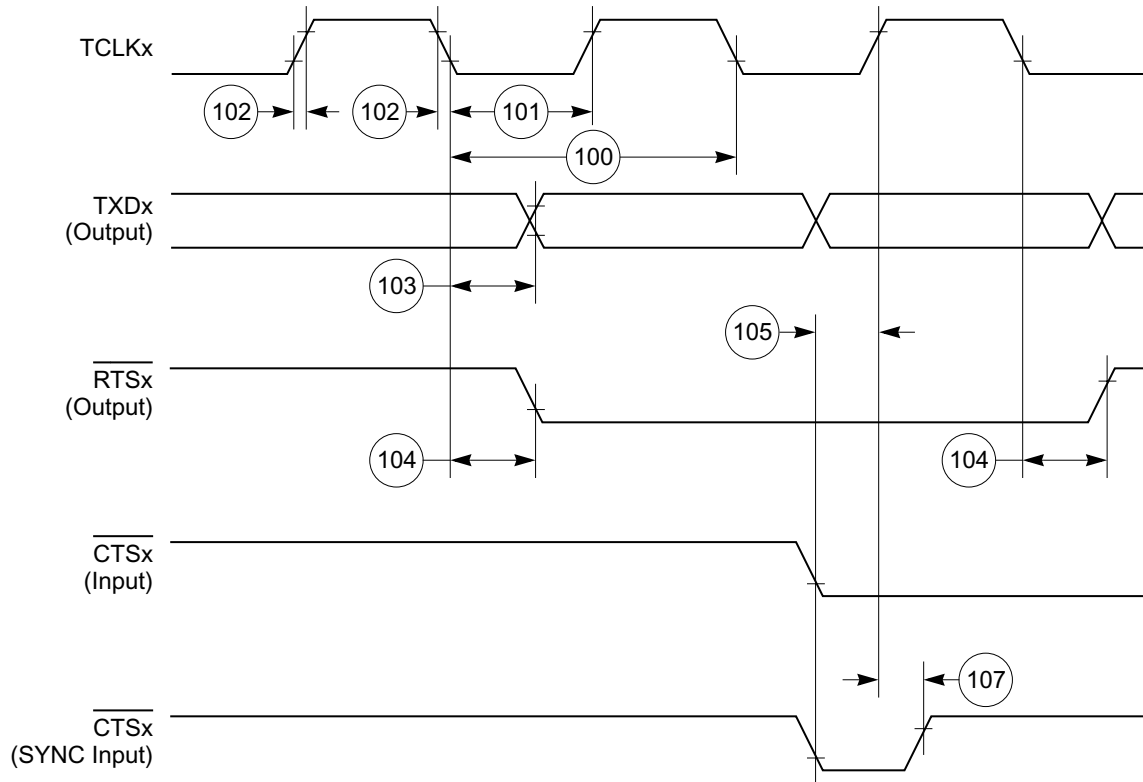 TCLKx
102
102
101
100
TXDx
(Output)
103
105
RTSx
(Output)
104
104
CTSx
(Input)
107
CTSx
(SYNC Input)